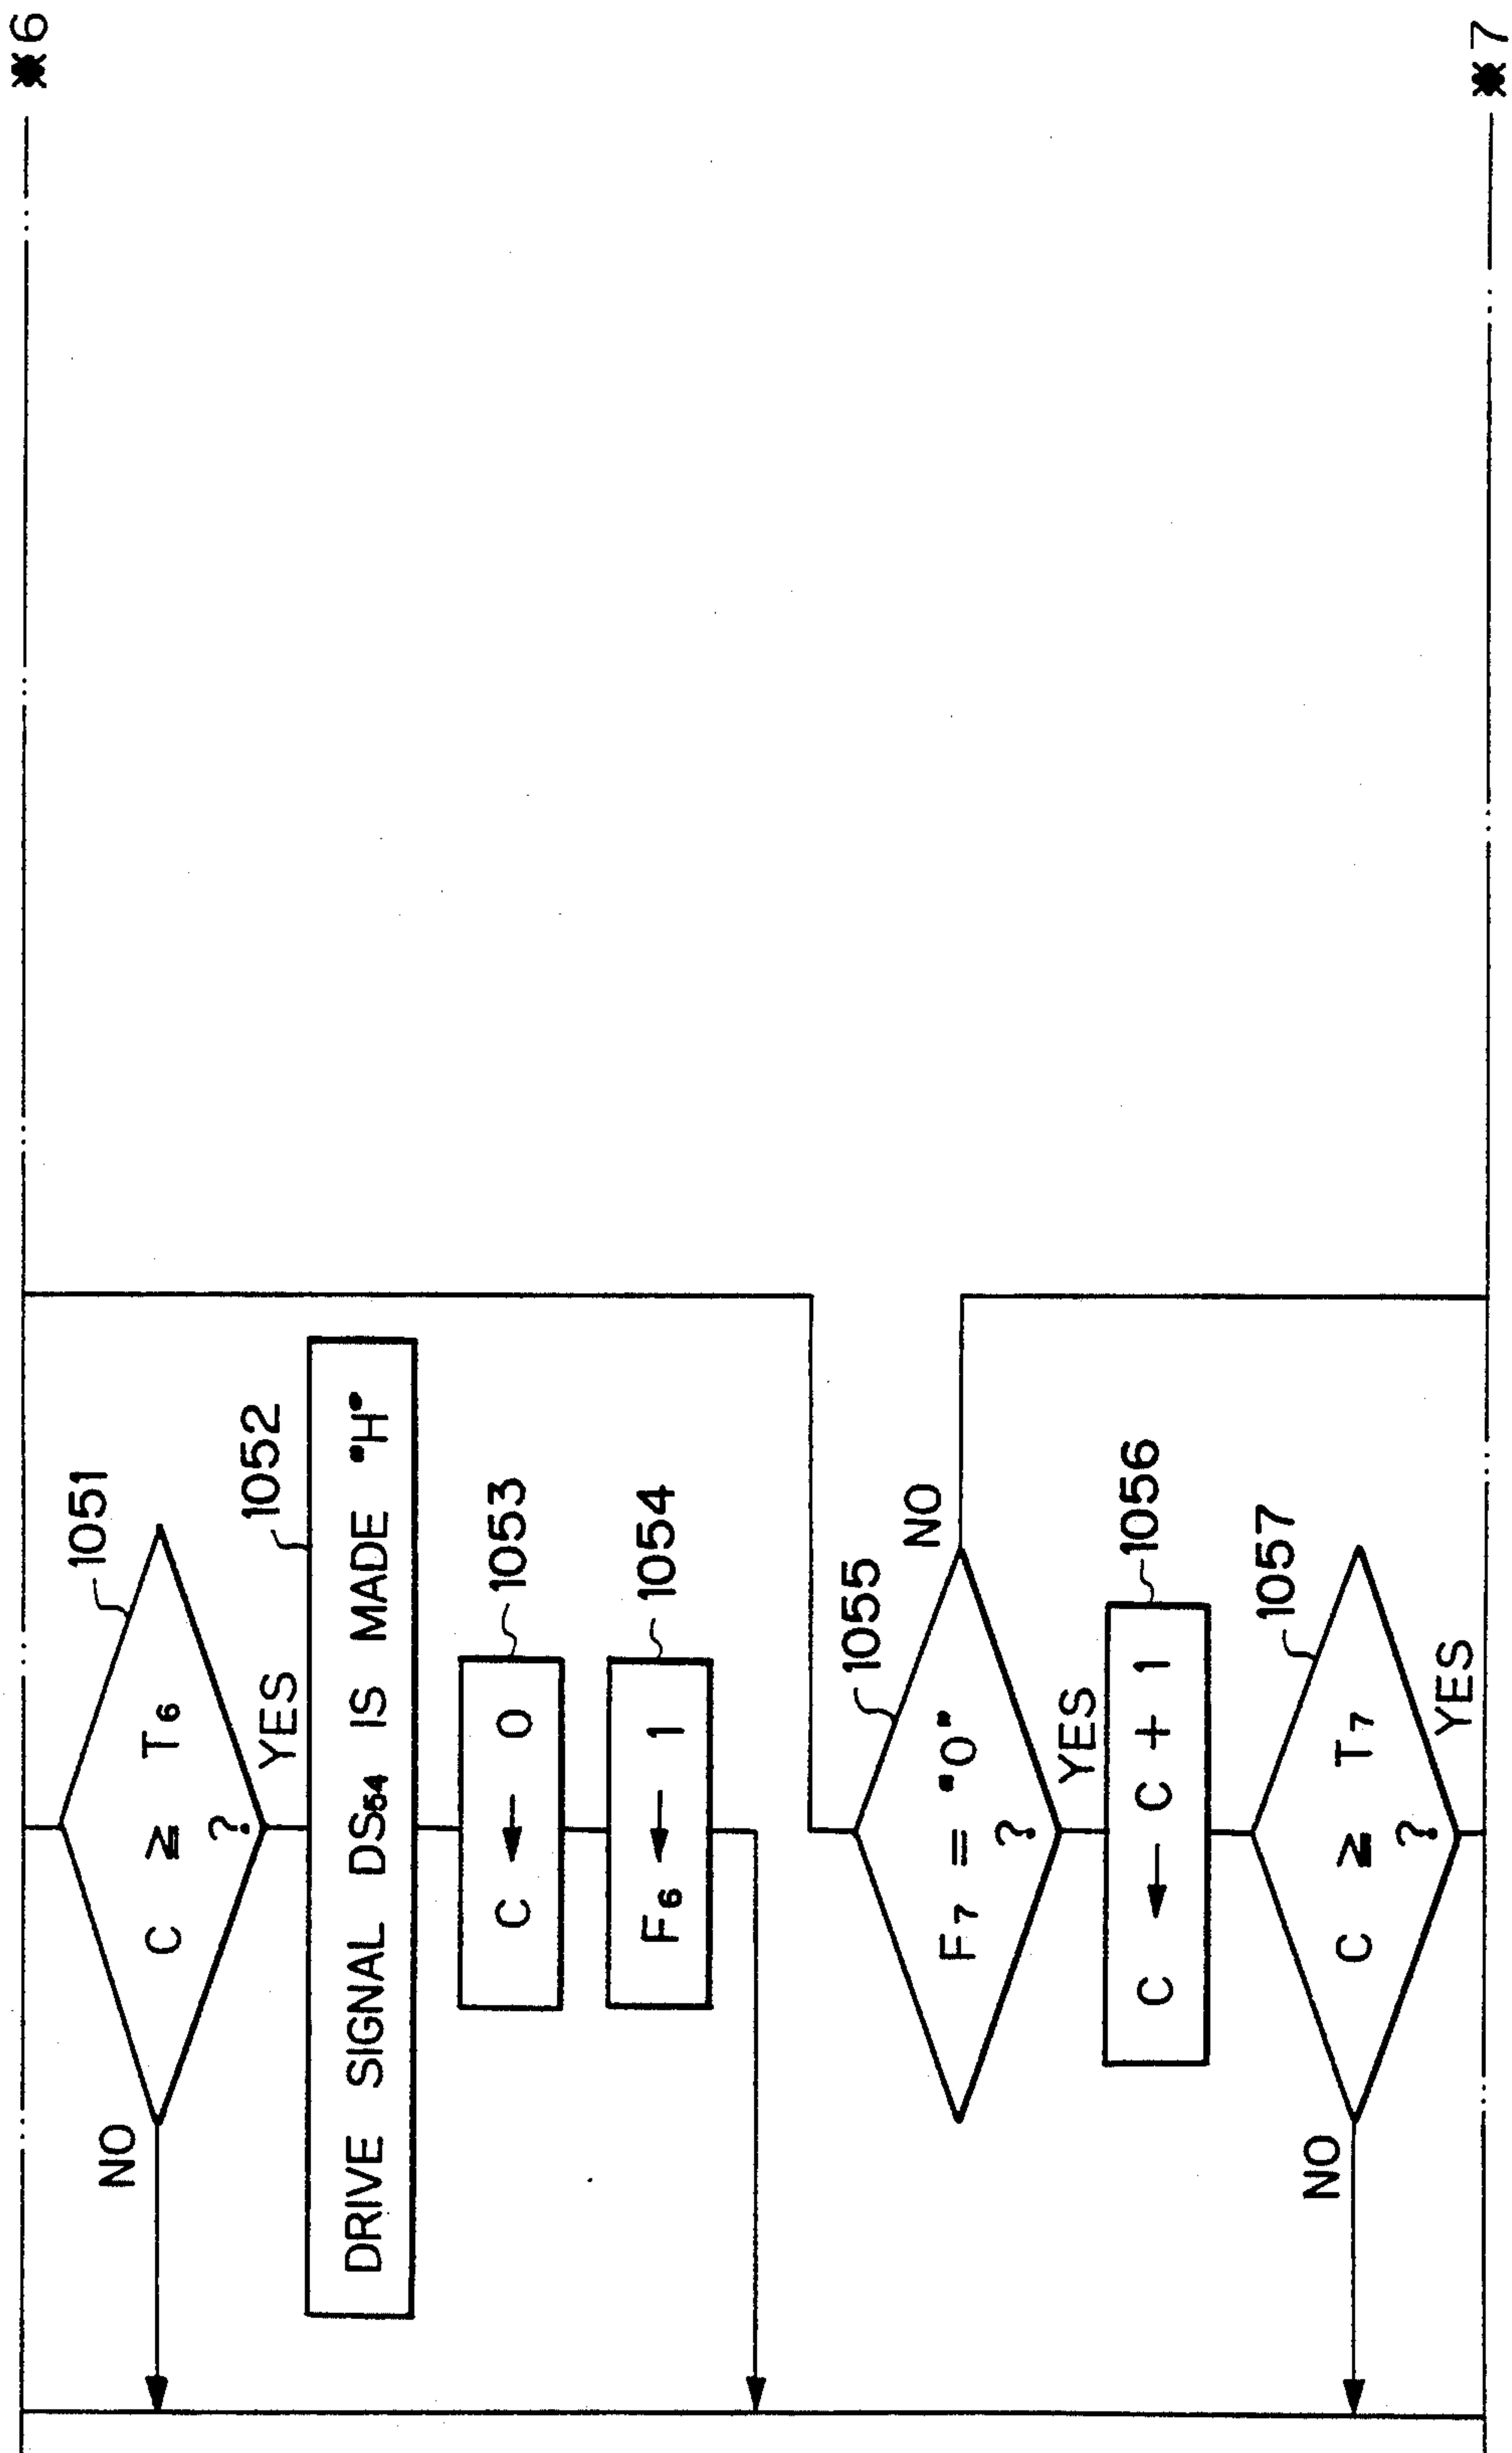 ※6
1051
C ≧ T₆
?
NO
YES
1052
DRIVE SIGNAL DS₅₄ IS MADE "H"
1053
C ← 0
1054
F₆ ← 1
1055
F₇ = "0"
?
NO
YES
1056
C ← C + 1
1057
C ≧ T₇
?
NO
YES
※7